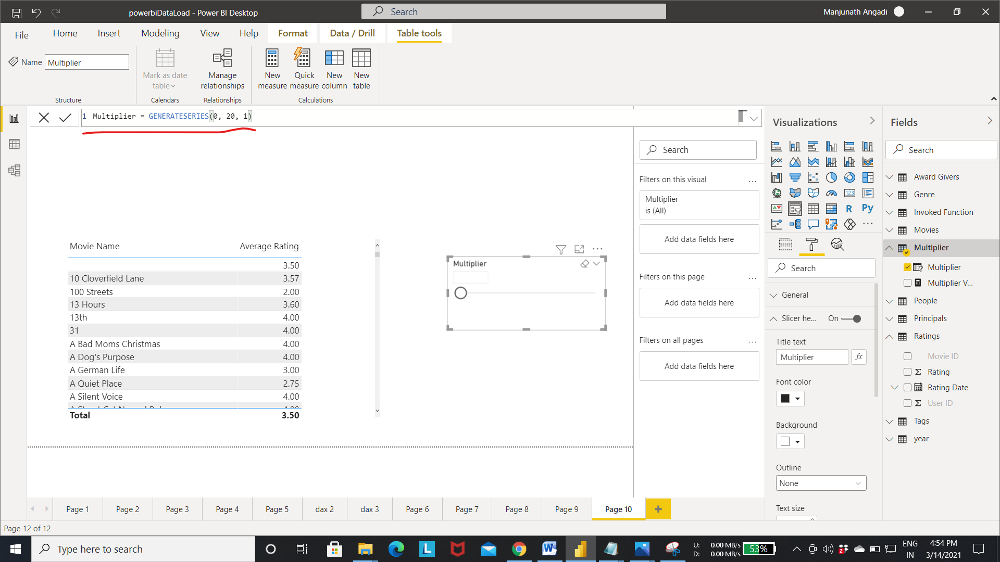 powerbiDataLoad - Power BI Desktop
Search
Manjunath Angadi
File
Home
Insert
Modeling
View
Help
Format
Data / Drill
Table tools
Name
Multiplier
Mark as date table
Manage relationships
New measure
Quick measure
New column
New table
Structure
Calendars
Relationships
Calculations
1 Multiplier = GENERATESERIES(0, 20, 1)
Movie Name Average Rating
3.50
10 Cloverfield Lane 3.57
100 Streets 2.00
13 Hours 3.60
13th 4.00
31 4.00
A Bad Moms Christmas 4.00
A Dog's Purpose 4.00
A German Life 3.00
A Quiet Place 2.75
A Silent Voice 4.00
Total 3.50
Multiplier
Search
Filters on this visual ...
Multiplier
is (All)
Add data fields here
Filters on this page ...
Add data fields here
Filters on all pages ...
Add data fields here
Visualizations
123
R
Py
...
Search
General
Slicer he... On
Title text
Multiplier
fx
Font color
Background
Outline
None
Text size
Fields
Search
Award Givers
Genre
Invoked Function
Movies
Multiplier
Multiplier
Multiplier V...
People
Principals
Ratings
Movie ID
Σ Rating
Rating Date
Σ User ID
Tags
year
Page 1
Page 2
Page 3
Page 4
Page 5
dax 2
dax 3
Page 6
Page 7
Page 8
Page 9
Page 10
+
Page 12 of 12
Type here to search
U: 0.00 MB/s
D: 0.00 MB/s
53%
2
ENG
IN
4:54 PM
3/14/2021